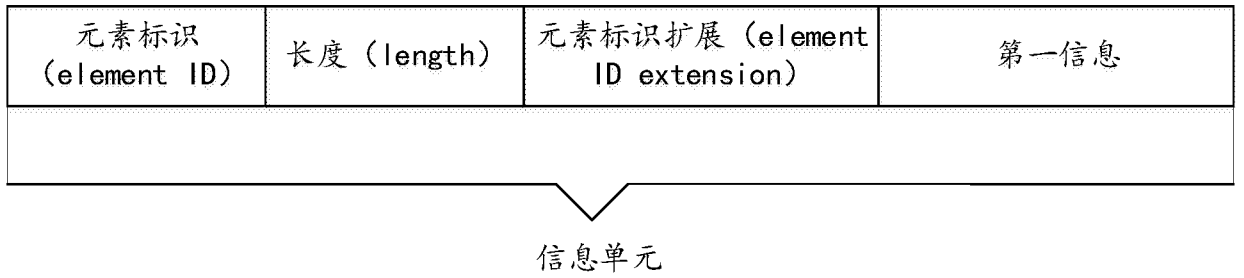 元素标识
（element ID）
长度（length）
元素标识扩展（element
ID extension）
第一信息
信息单元